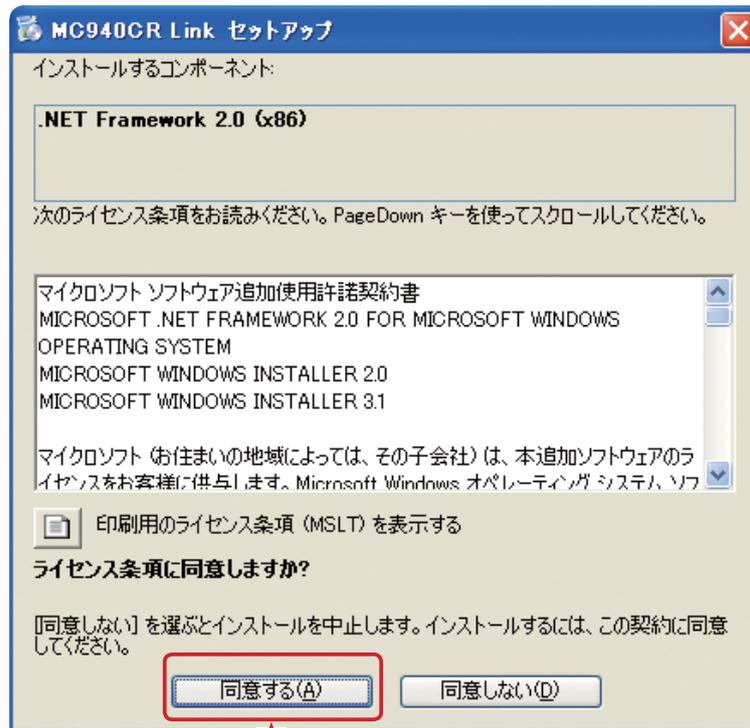 MC940CR Link セットアップ
インストールするコンポーネント:
.NET Framework 2.0 (x86)
次のライセンス条項をお読みください。PageDown キーを使ってスクロールしてください。
マイクロソフト ソフトウェア追加使用許諾契約書
MICROSOFT .NET FRAMEWORK 2.0 FOR MICROSOFT WINDOWS
OPERATING SYSTEM
MICROSOFT WINDOWS INSTALLER 2.0
MICROSOFT WINDOWS INSTALLER 3.1
マイクロソフト (お住まいの地域によっては、その子会社) は、本追加ソフトウェアのラ
イセンスをお客様に供与します。Microsoft Windows オペレーティング システム ソフ
印刷用のライセンス条項 (MSLT) を表示する
ライセンス条項に同意しますか?
[同意しない] を選ぶとインストールを中止します。インストールするには、この契約に同意
してください。
同意する(A)
同意しない(D)